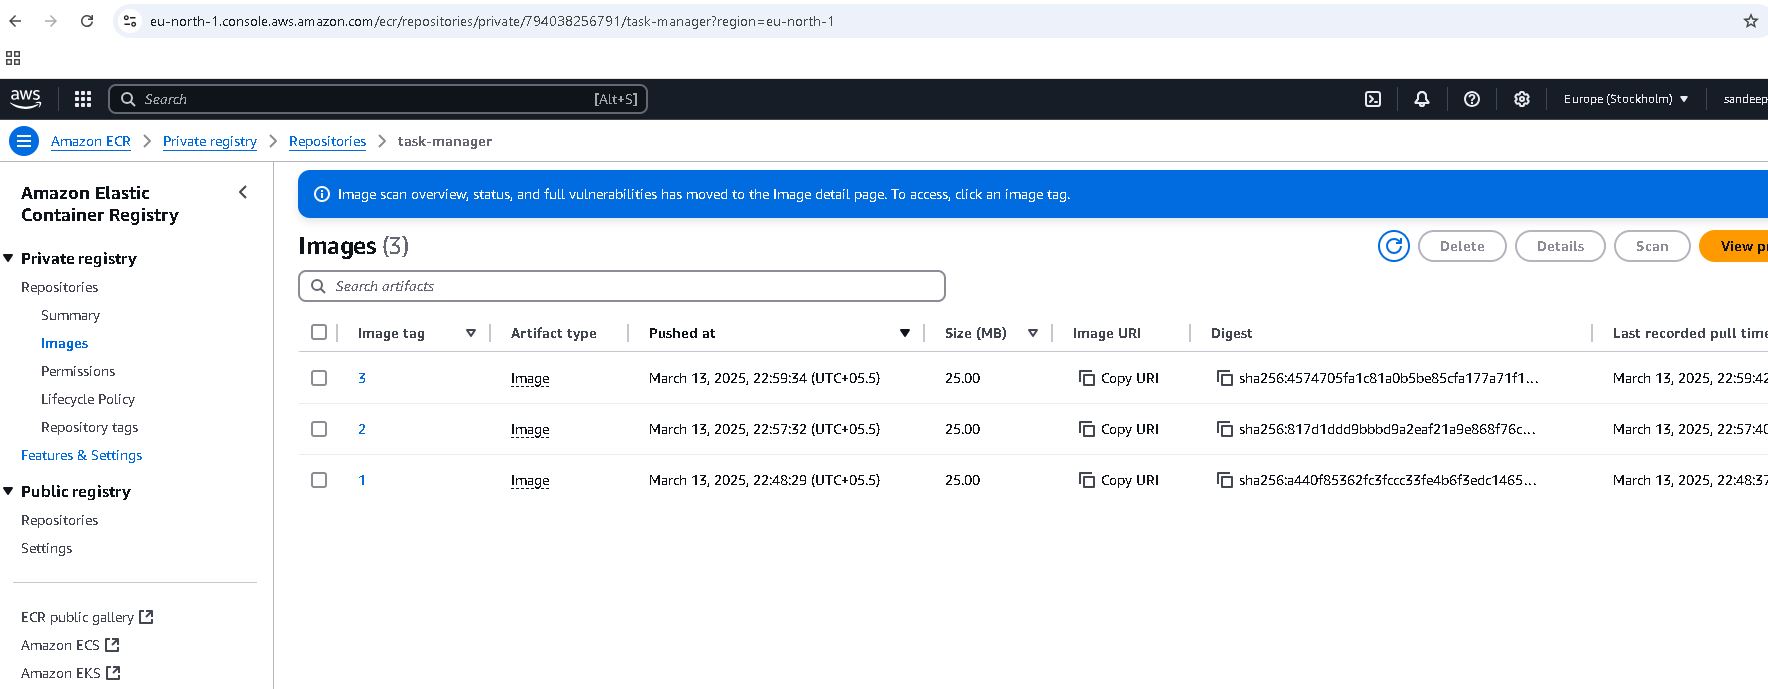 eu-north-1.console.aws.amazon.com/ecr/repositories/private/794038256791/task-manager?region=eu-north-1
aws
Search
[Alt+S]
Europe (Stockholm)
sandeep
Amazon ECR
Private registry
Repositories
task-manager
Amazon Elastic
Container Registry
Private registry
Repositories
Summary
Images
Permissions
Lifecycle Policy
Repository tags
Features & Settings
Public registry
Repositories
Settings
ECR public gallery
Amazon ECS
Amazon EKS
Image scan overview, status, and full vulnerabilities has moved to the Image detail page. To access, click an image tag.
Images (3)
Delete
Details
Scan
View p
Search artifacts
Image tag Artifact type Pushed at Size (MB) Image URI Digest Last recorded pull time
3 Image March 13, 2025, 22:59:34 (UTC+05.5) 25.00 Copy URI sha256:4574705fa1c81a0b5be85cfa177a71f1... March 13, 2025, 22:59:42
2 Image March 13, 2025, 22:57:32 (UTC+05.5) 25.00 Copy URI sha256:817d1ddd9bbbd9a2eaf21a9e868f76c... March 13, 2025, 22:57:40
1 Image March 13, 2025, 22:48:29 (UTC+05.5) 25.00 Copy URI sha256:a440f85362fc3fccc33fe4b6f3edc1465... March 13, 2025, 22:48:37